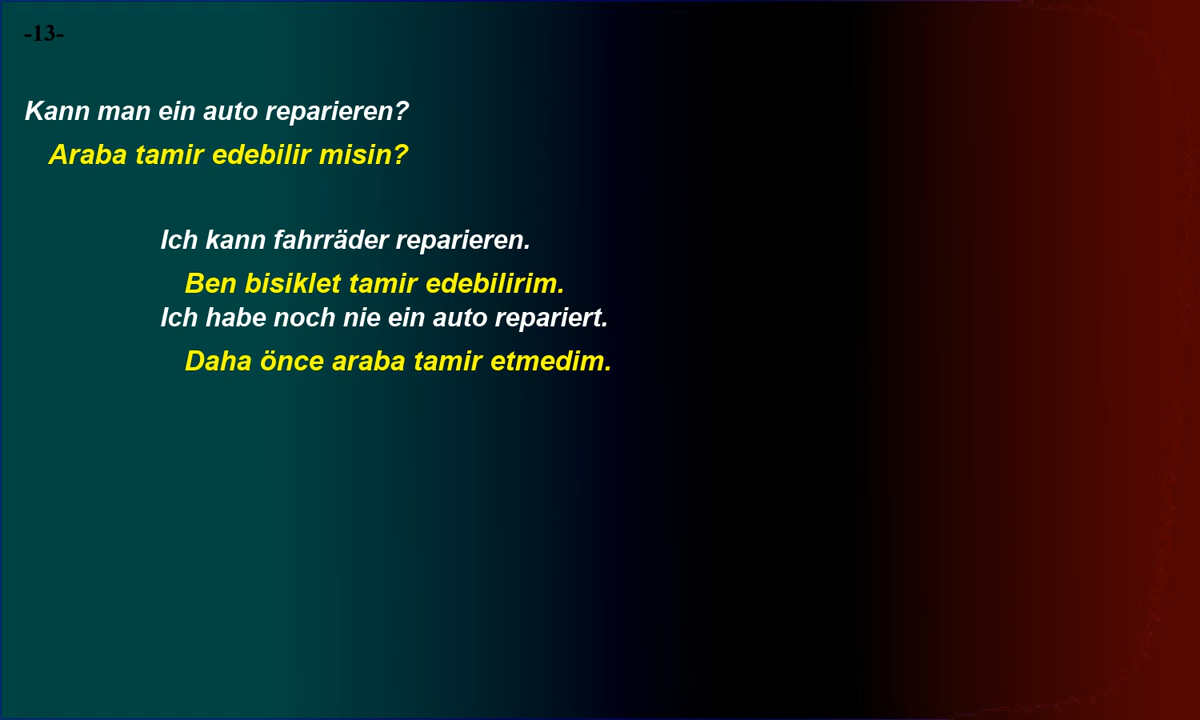 -13-
Kann man ein auto reparieren?
Araba tamir edebilir misin?
Ich kann fahrräder reparieren.
Ben bisiklet tamir edebilirim.
Ich habe noch nie ein auto repariert.
Daha önce araba tamir etmedim.